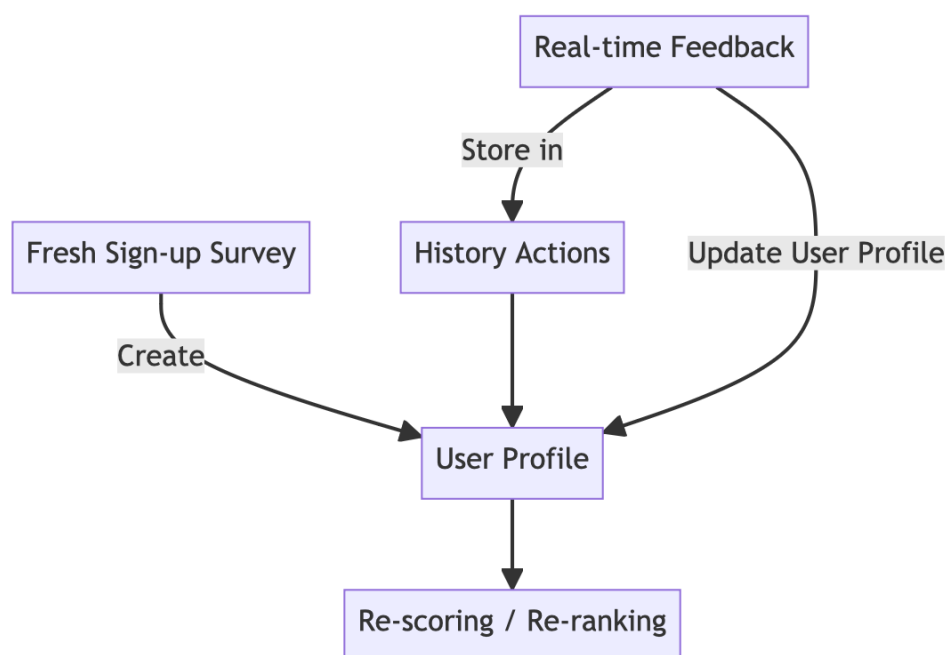 Real-time Feedback
Store in
Fresh Sign-up Survey
History Actions
Update User Profile
Create
User Profile
Re-scoring / Re-ranking